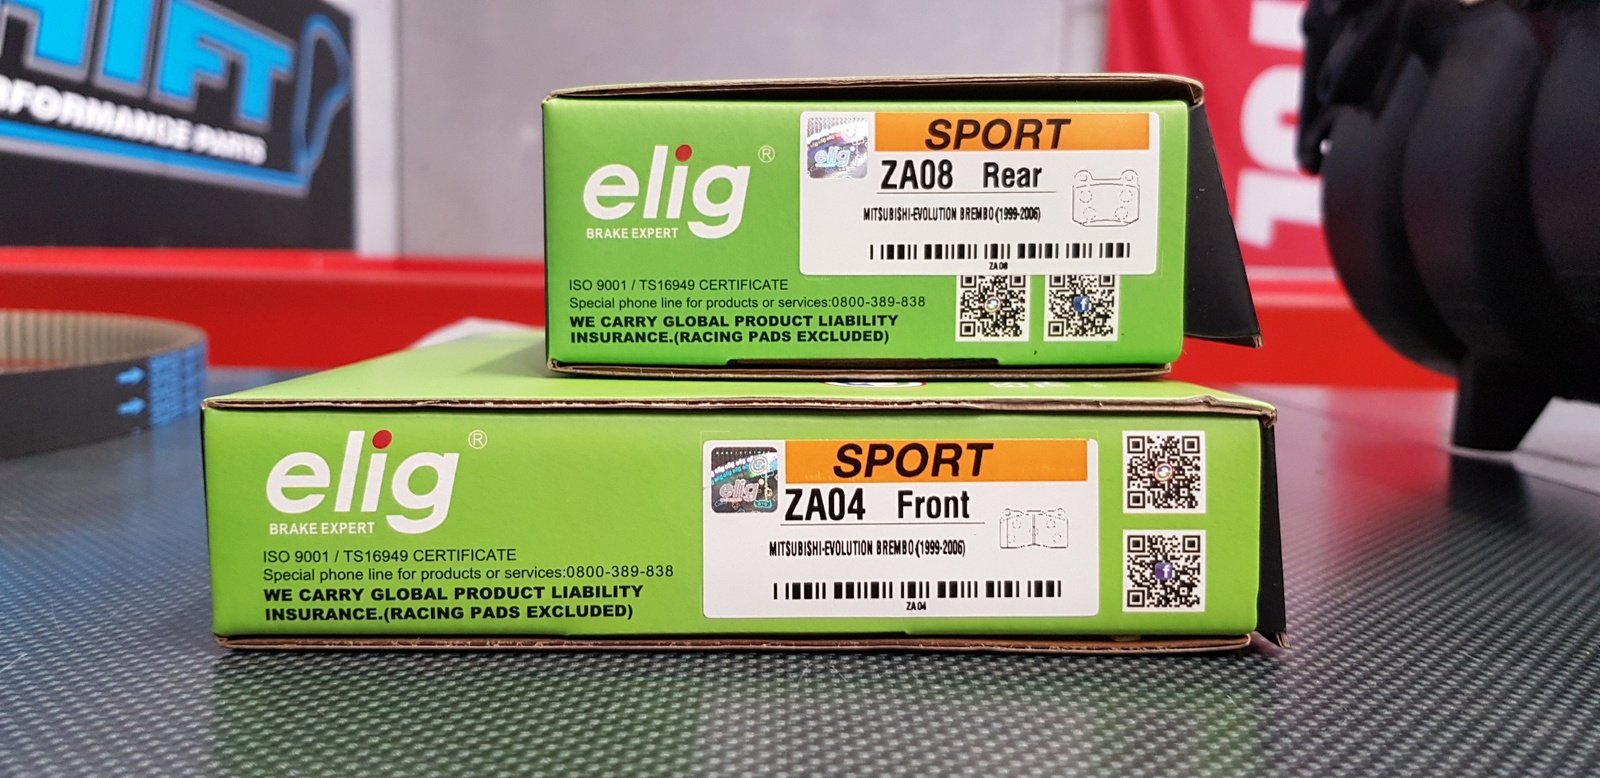 HIFT
RFORMANCE PARTS
elig®
BRAKE EXPERT
ISO 9001 / TS16949 CERTIFICATE
Special phone line for products or services:0800-389-838
WE CARRY GLOBAL PRODUCT LIABILITY
INSURANCE.(RACING PADS EXCLUDED)
elig
SPORT
ZA08 Rear
MITSUBISHI-EVOLUTION BREMBO(1999-2006)
ZA08
elig®
BRAKE EXPERT
ISO 9001 / TS16949 CERTIFICATE
Special phone line for products or services:0800-389-838
WE CARRY GLOBAL PRODUCT LIABILITY
INSURANCE.(RACING PADS EXCLUDED)
elig
SPORT
ZA04 Front
MITSUBISHI-EVOLUTION BREMBO(1999-2006)
ZA04